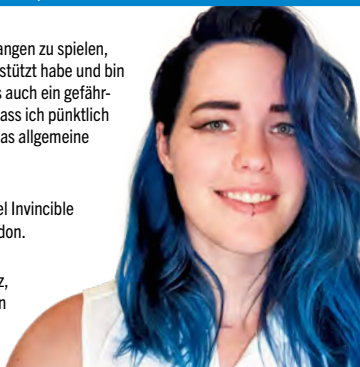 angen zu spielen,
stützt habe und bin
s auch ein gefähr-
ass ich pünktlich
as allgemeine
el Invincible
don.
z,
n